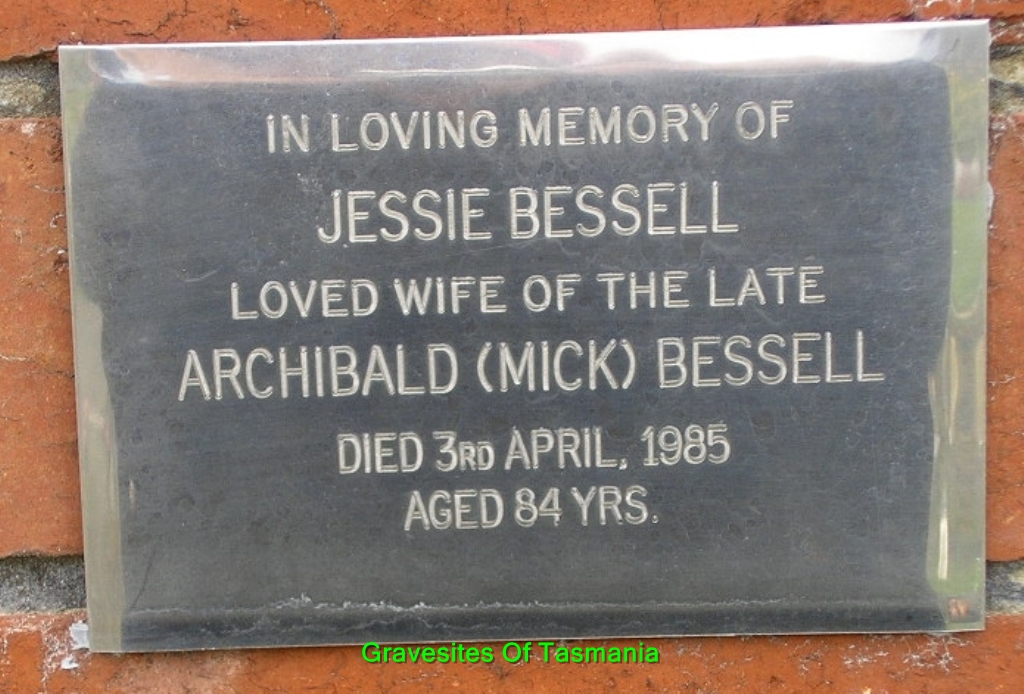 IN LOVING MEMORY OF
JESSIE BESSELL
LOVED WIFE OF THE LATE
ARCHIBALD (MICK) BESSELL
DIED 3RD APRIL, 1985
AGED 84 YRS.
Gravesites Of Tasmania